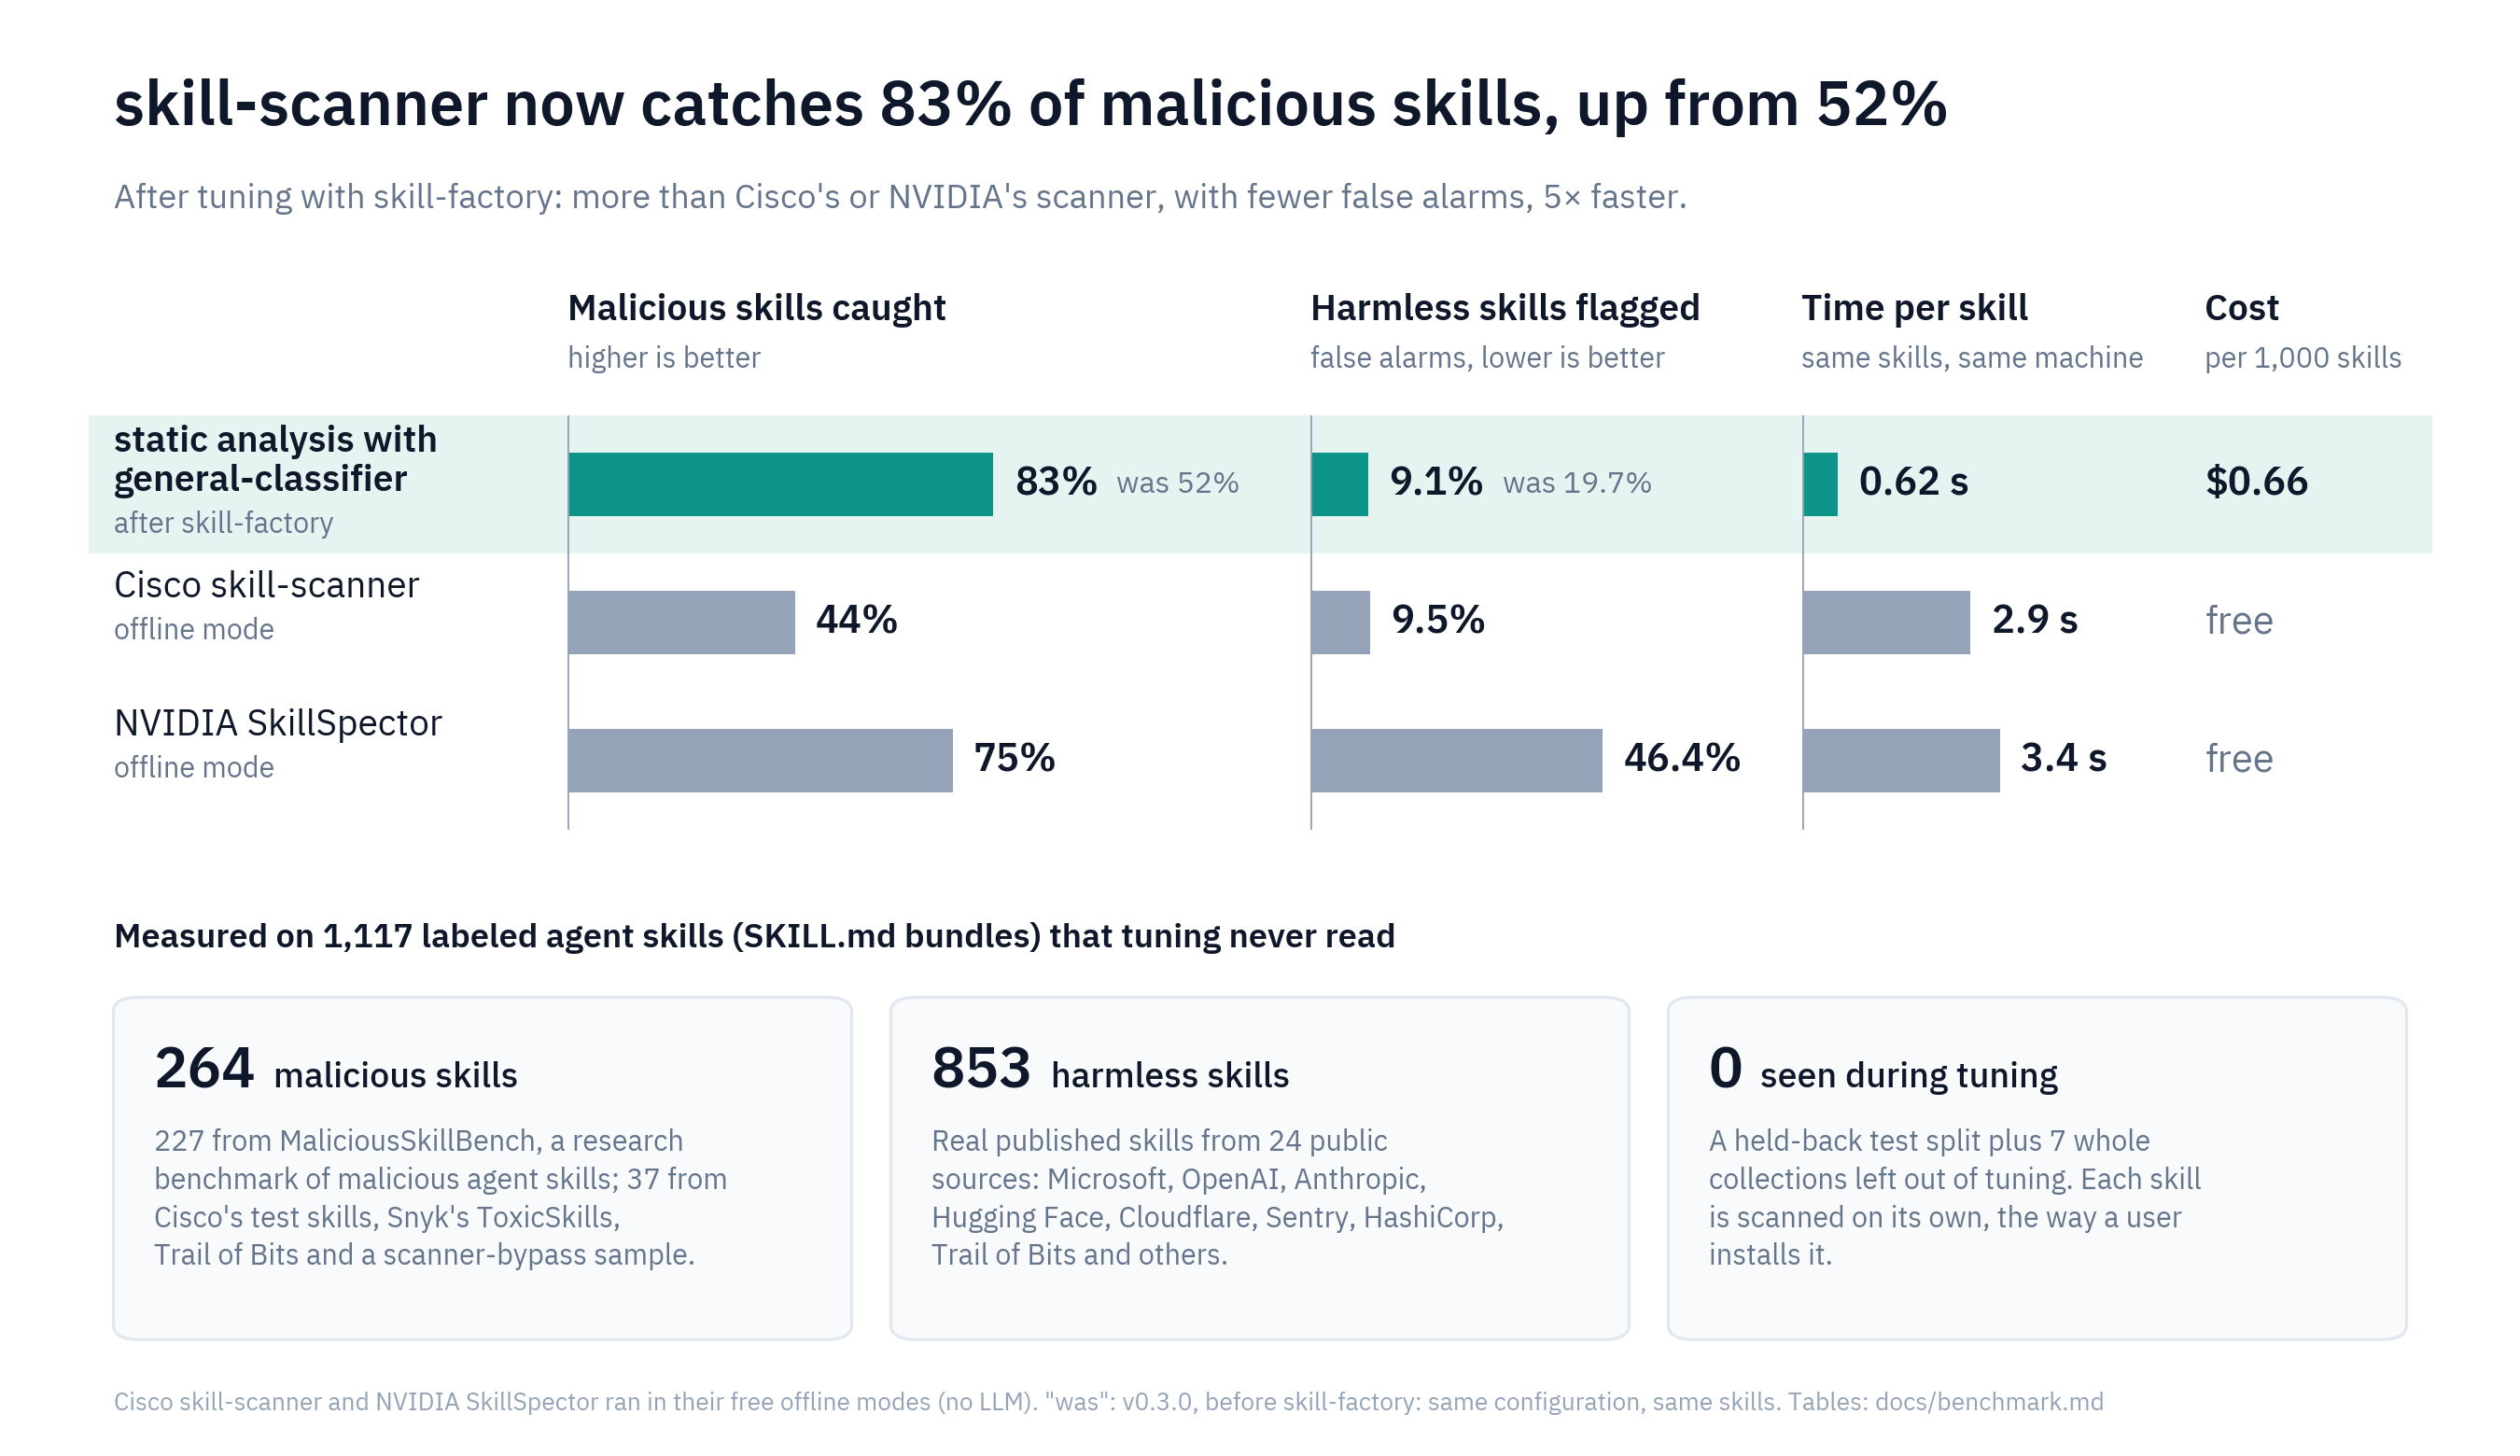 skill-scanner now catches 83% of malicious skills, up from 52%
After tuning with skill-factory: more than Cisco's or NVIDIA's scanner, with fewer false alarms, 5× faster.
Malicious skills caught
higher is better
Harmless skills flagged
false alarms, lower is better
Time per skill
same skills, same machine
Cost
per 1,000 skills
static analysis with
general-classifier
after skill-factory
83% was 52%
9.1% was 19.7%
0.62 s
$0.66
Cisco skill-scanner
offline mode
44%
9.5%
2.9 s
free
NVIDIA SkillSpector
offline mode
75%
46.4%
3.4 s
free
Measured on 1,117 labeled agent skills (SKILL.md bundles) that tuning never read
264 malicious skills
227 from MaliciousSkillBench, a research
benchmark of malicious agent skills; 37 from
Cisco's test skills, Snyk's ToxicSkills,
Trail of Bits and a scanner-bypass sample.
853 harmless skills
Real published skills from 24 public
sources: Microsoft, OpenAI, Anthropic,
Hugging Face, Cloudflare, Sentry, HashiCorp,
Trail of Bits and others.
0 seen during tuning
A held-back test split plus 7 whole
collections left out of tuning. Each skill
is scanned on its own, the way a user
installs it.
Cisco skill-scanner and NVIDIA SkillSpector ran in their free offline modes (no LLM). "was": v0.3.0, before skill-factory: same configuration, same skills. Tables: docs/benchmark.md